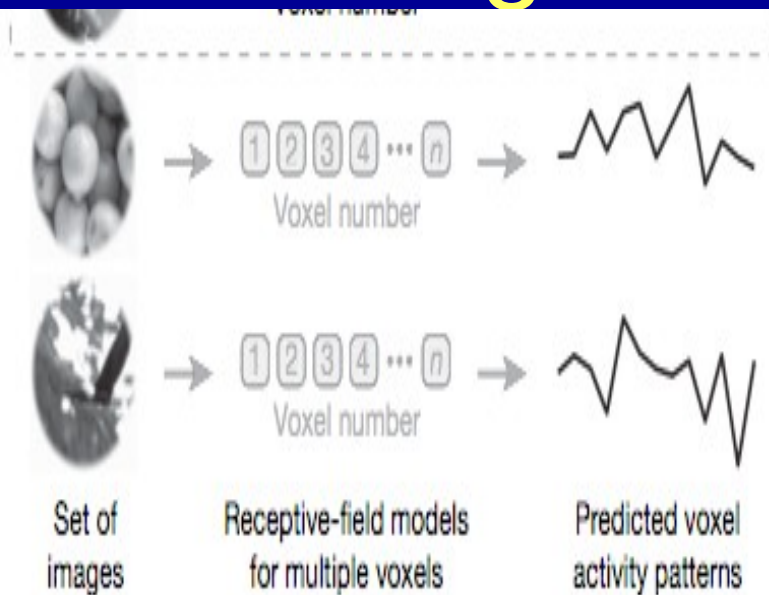 1 2 3 4 ··· n
Voxel number
1 2 3 4 ··· n
Voxel number
Set of
images
Receptive-field models
for multiple voxels
Predicted voxel
activity patterns